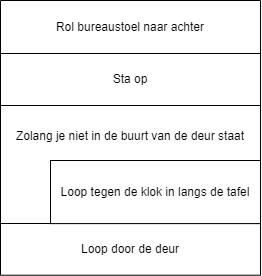 Rol bureaustoel naar achter
Sta op
Zolang je niet in de buurt van de deur staat
Loop tegen de klok in langs de tafel
Loop door de deur